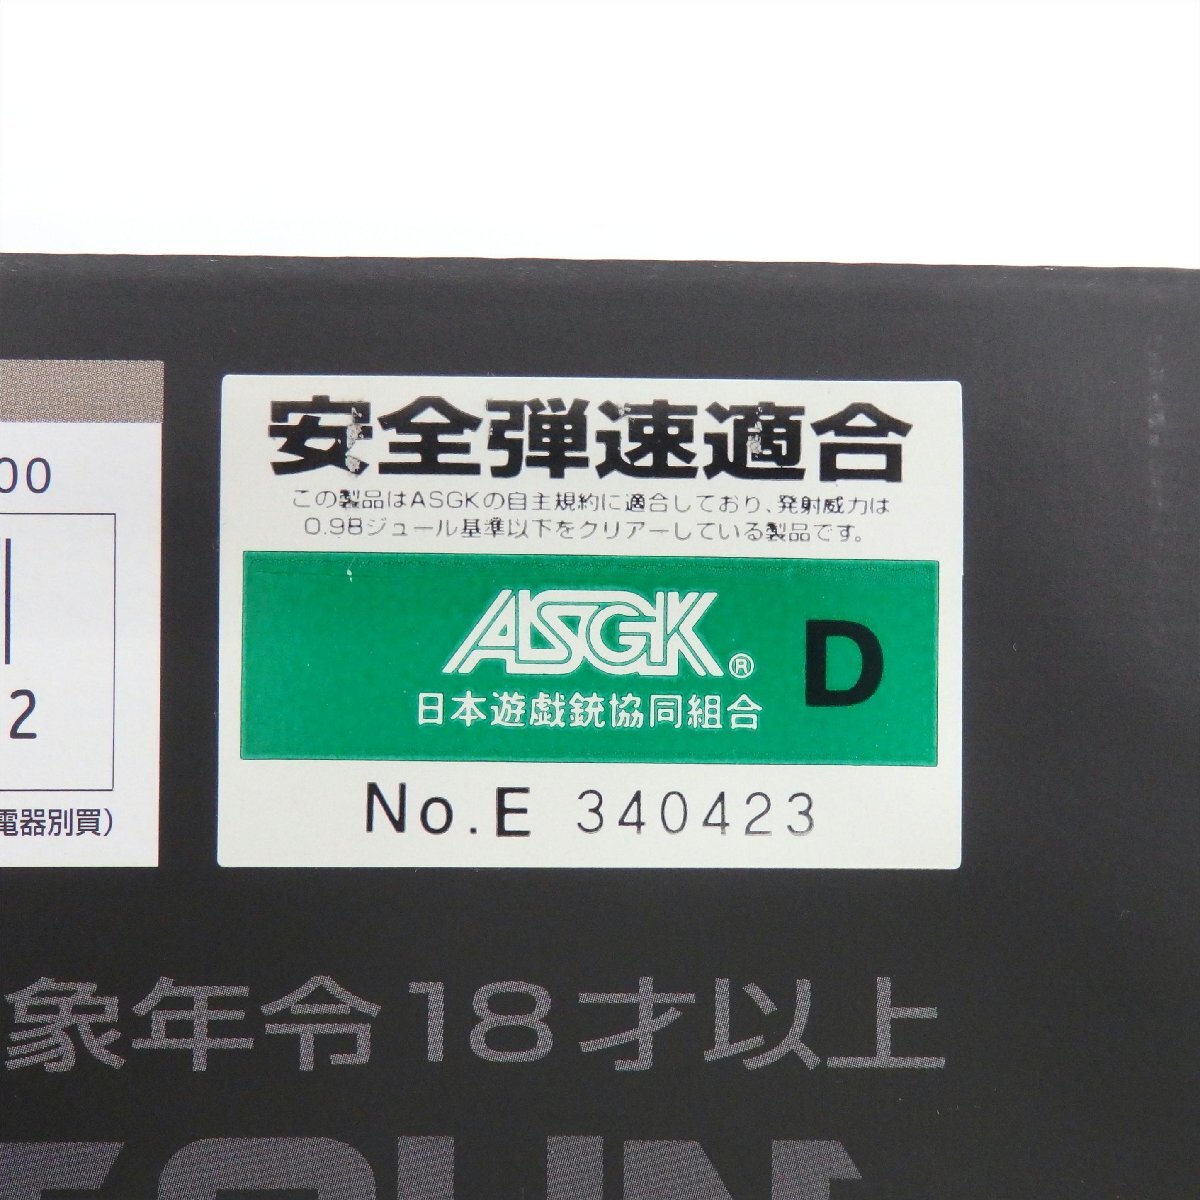 安全弾速適合
この製品はASGKの自主規約に適合しており、発射威力は
0.98ジュール基準以下をクリアーしている製品です。
ASGK® D
日本遊戯銃協同組合
No.E 340423
00
2
電器別買)
象年令18才以上